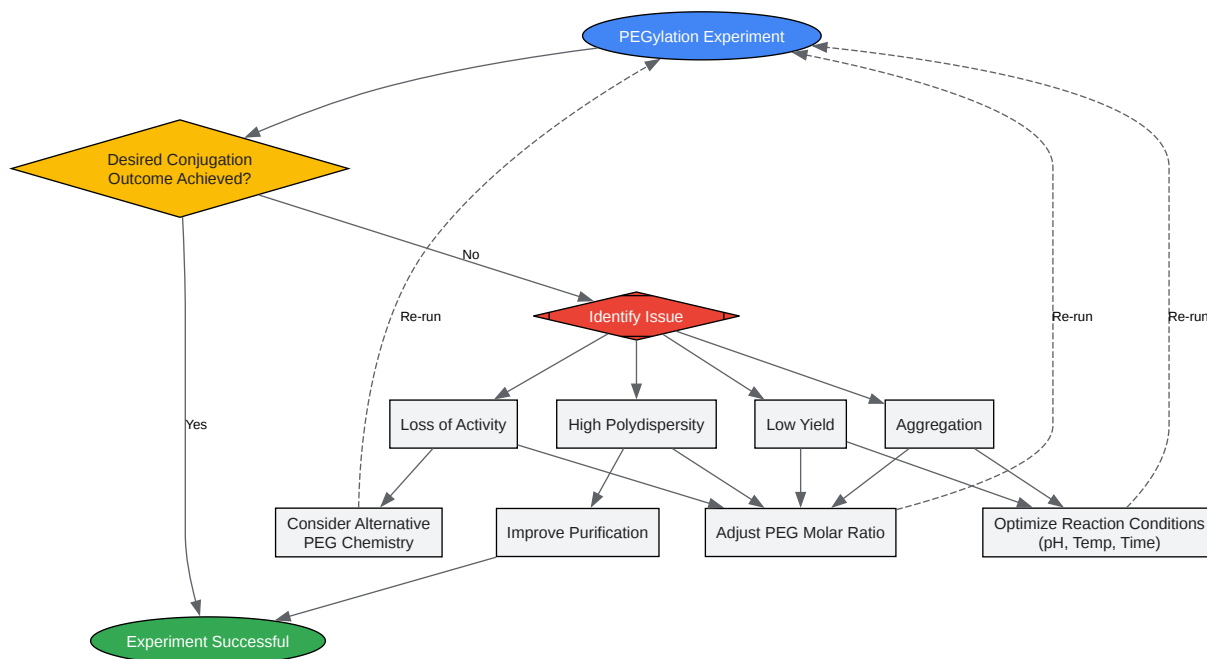 PEGylation Experiment
Desired Conjugation
Outcome Achieved?
No
Identify Issue
Re-run
Re-run
Re-run
Yes
Loss of Activity
High Polydispersity
Low Yield
Aggregation
Consider Alternative
PEG Chemistry
Improve Purification
Adjust PEG Molar Ratio
Optimize Reaction Conditions
(pH, Temp, Time)
Experiment Successful